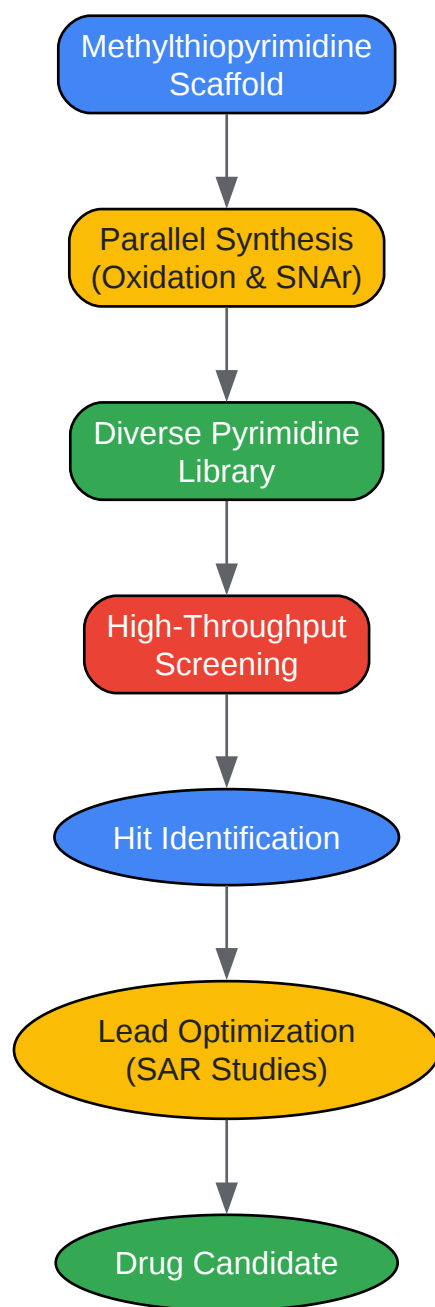 Methylthiopyrimidine
Scaffold
Parallel Synthesis
(Oxidation & SNAr)
Diverse Pyrimidine
Library
High-Throughput
Screening
Hit Identification
Lead Optimization
(SAR Studies)
Drug Candidate